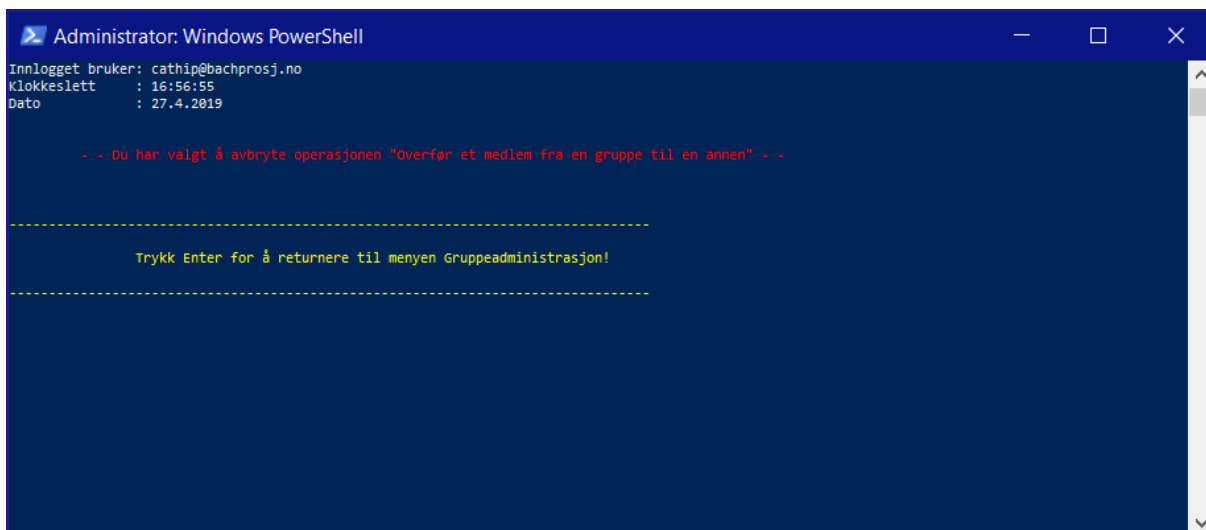 Administrator: Windows PowerShell
Innlogget bruker: cathip@bachprosj.no
Klokkeslett     : 16:56:55
Dato            : 27.4.2019
- - Du har valgt å avbryte operasjonen "Overfør et medlem fra en gruppe til en annen" - -
--------------------------------------------------------------------------------
Trykk Enter for å returnere til menyen Gruppeadministrasjon!
--------------------------------------------------------------------------------